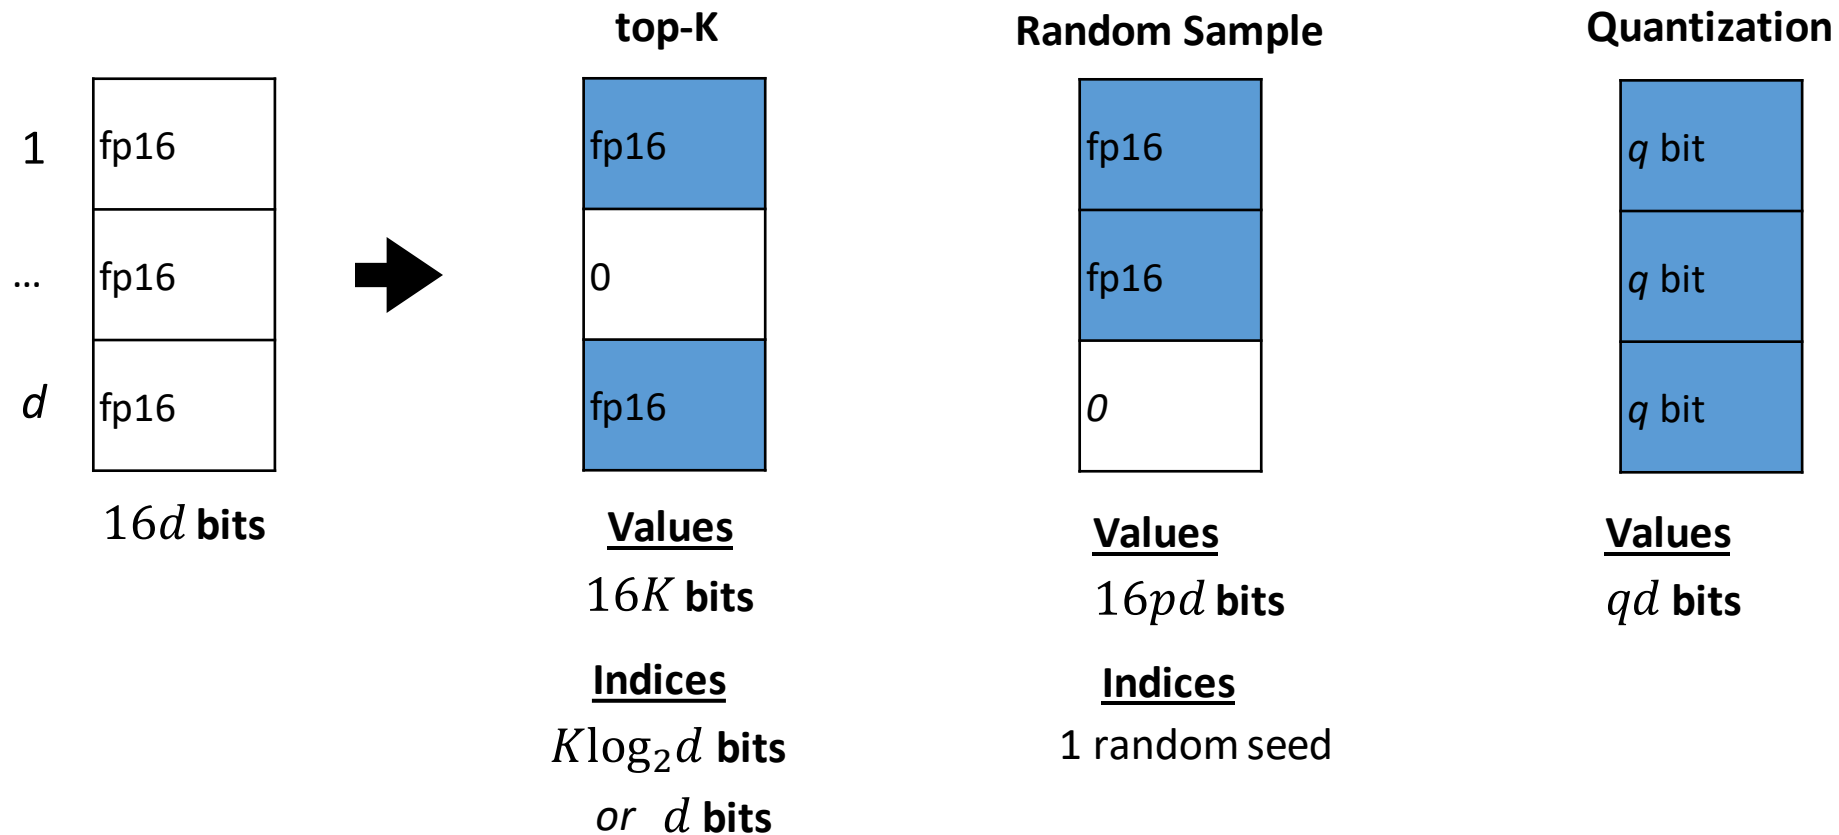 top-K
Random Sample
Quantization
1
fp16
fp16
fp16
q bit
...
fp16
0
fp16
q bit
d
fp16
fp16
0
q bit
16d bits
Values
Values
Values
16K bits
16pd bits
qd bits
Indices
Indices
Klog₂d bits
1 random seed
or d bits